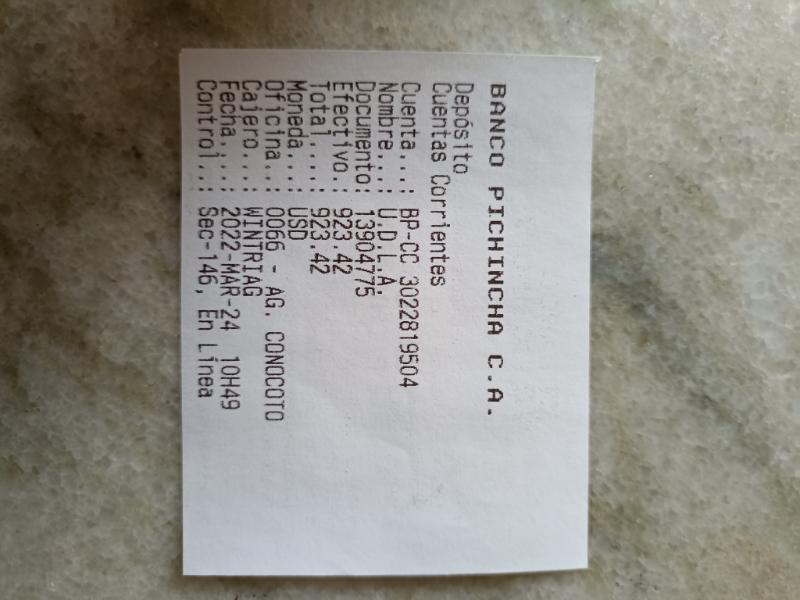 BANCO PICHINCHA C.A.
Depósito
Cuentas Corrientes
Cuenta...: BP-CC 3022819504
Nombre...: U.D.L.A.
Documento: 13904775
Efectivo.: 923.42
Total....: 923.42
Moneda...: USD
Oficina..: 0066 - AG. CONOCOTO
Cajero...: WINTRIAG
Fecha....: 2022-MAR-24 10H49
Control..: Sec-146, En Línea